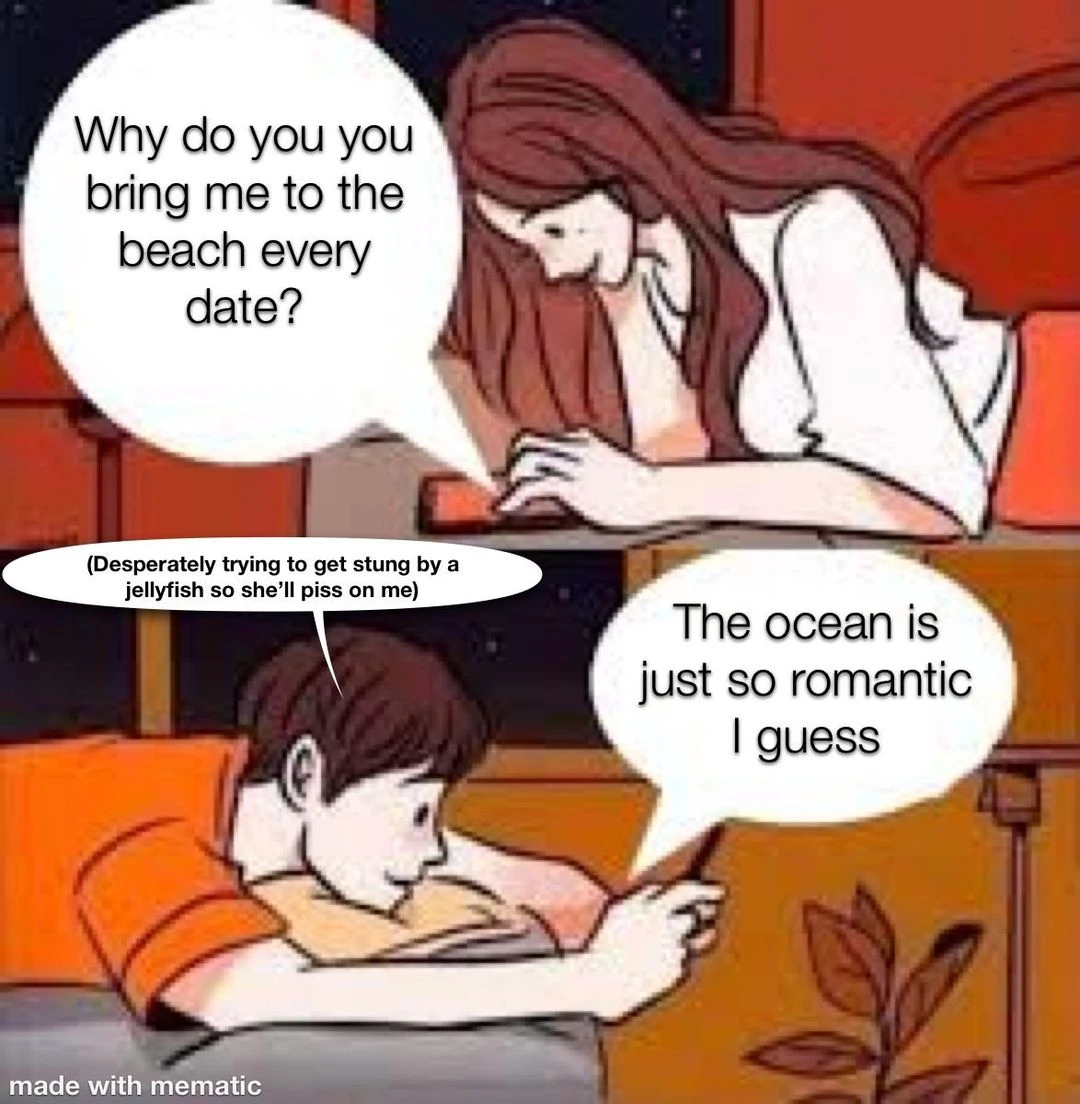 Why do you you
bring me to the
beach every
date?
(Desperately trying to get stung by a
jellyfish so she’ll piss on me)
The ocean is
just so romantic
I guess
made with mematic